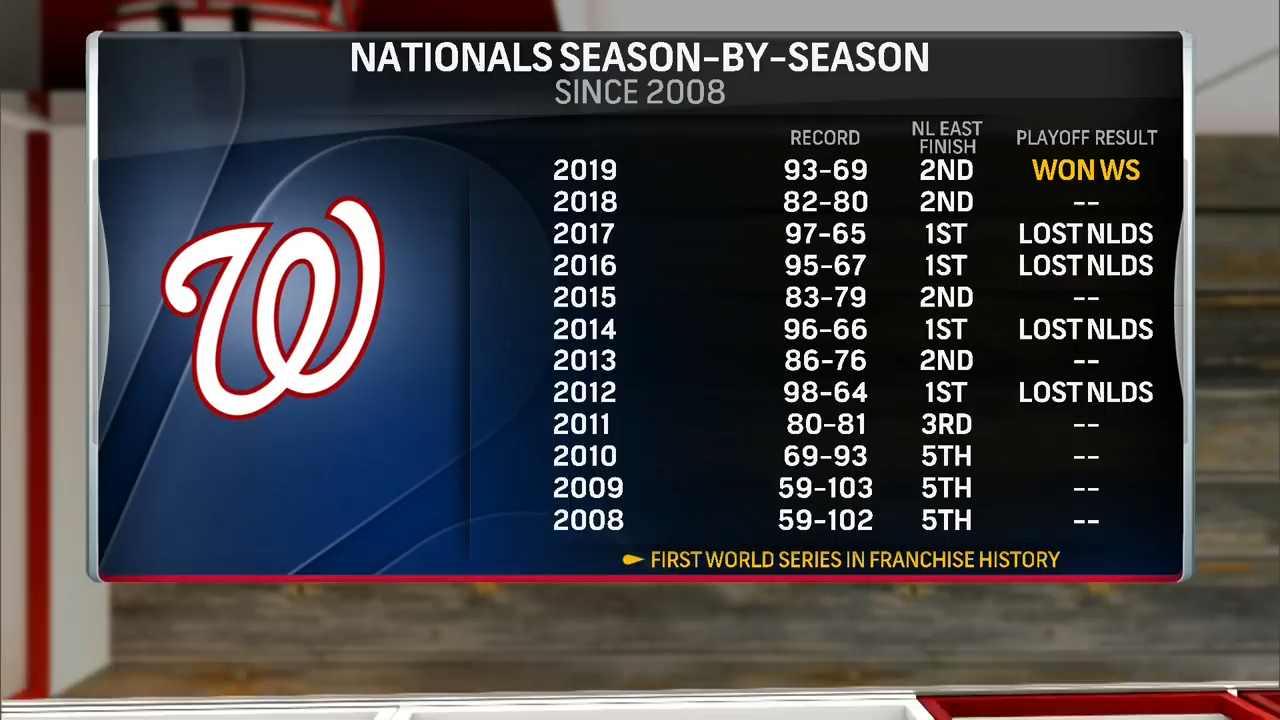 NATIONALS SEASON-BY-SEASON
SINCE 2008
RECORD NL EAST FINISH PLAYOFF RESULT
2019 93-69 2ND WON WS
2018 82-80 2ND --
2017 97-65 1ST LOST NLDS
2016 95-67 1ST LOST NLDS
2015 83-79 2ND --
2014 96-66 1ST LOST NLDS
2013 86-76 2ND --
2012 98-64 1ST LOST NLDS
2011 80-81 3RD --
2010 69-93 5TH --
2009 59-103 5TH --
2008 59-102 5TH --
FIRST WORLD SERIES IN FRANCHISE HISTORY